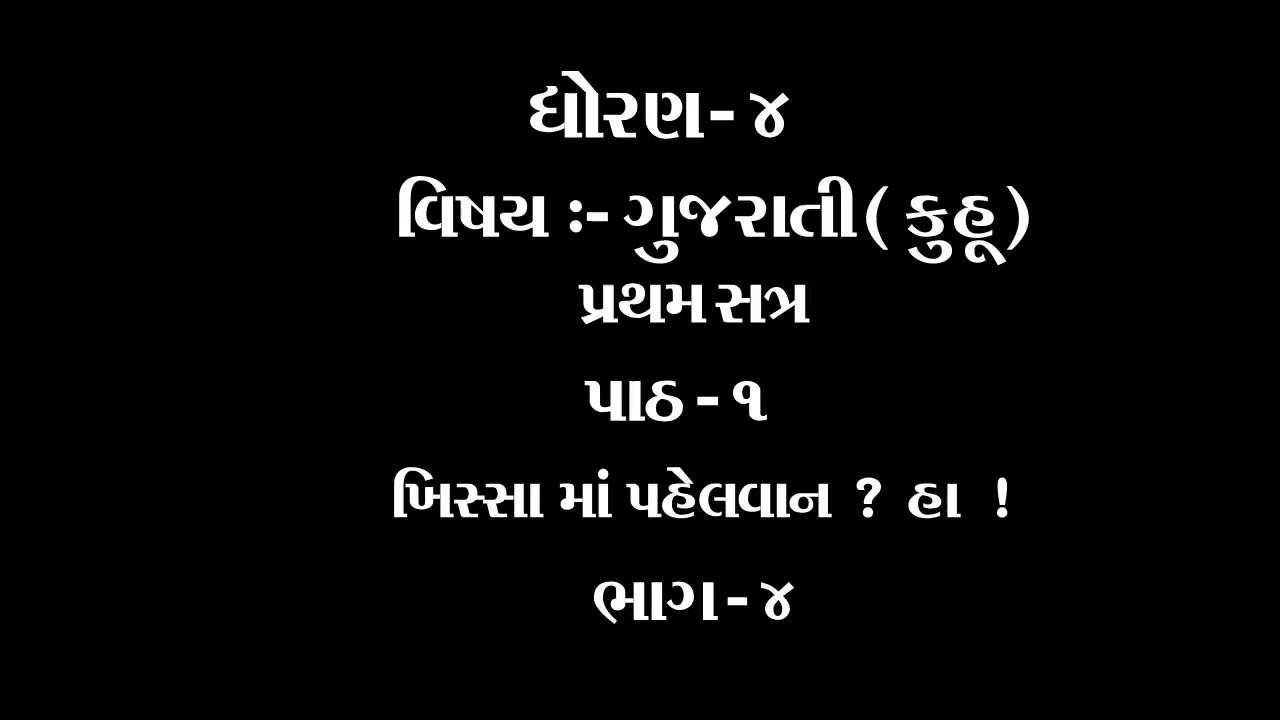 ધોરણ- ૪
વિષય :- ગુજરાતી( કુહૂ)
પ્રથમ સત્ર
પાઠ - ૧
ખિસ્સા માં પહેલવાન ? હા !
ભાગ - ૪